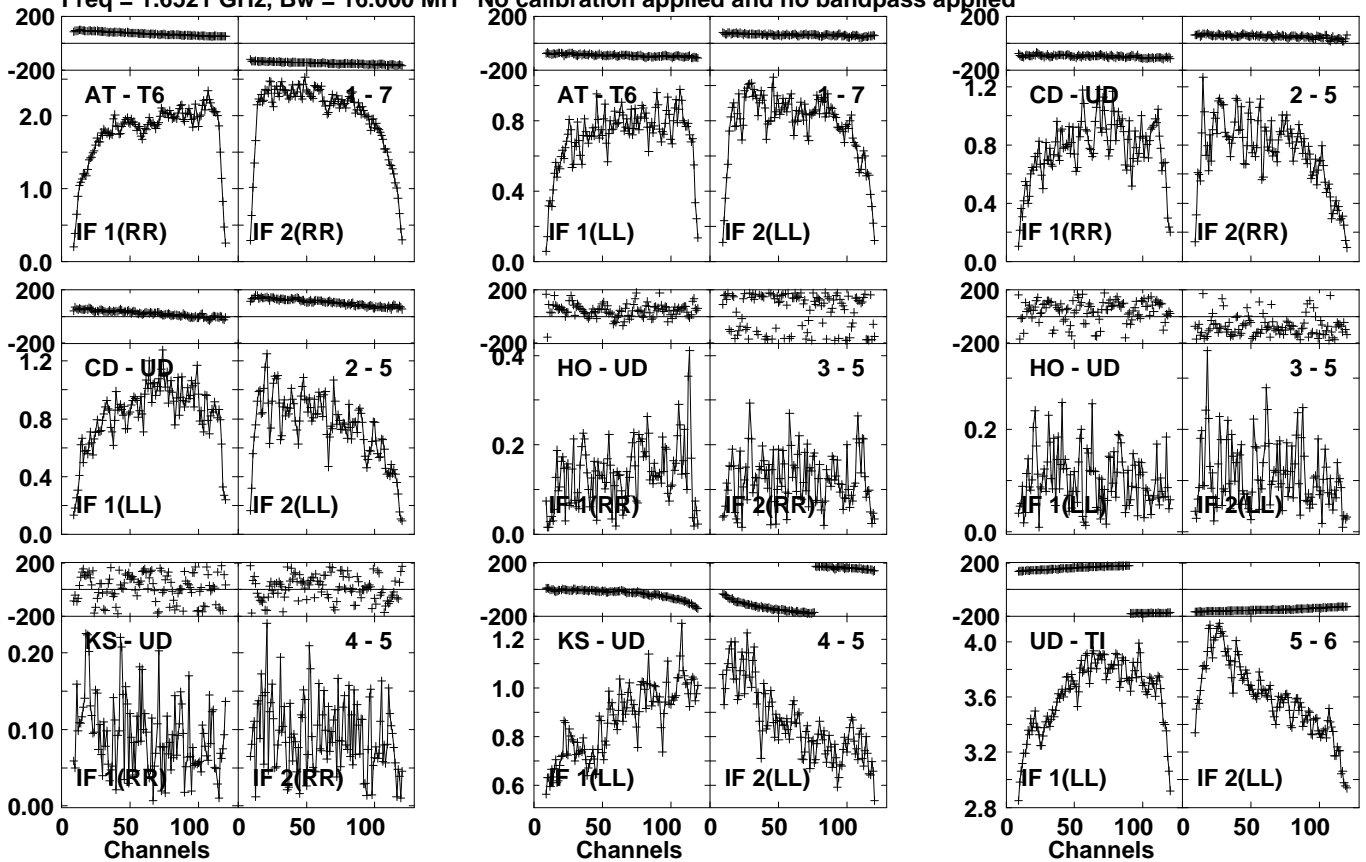 Freq = 1.6521 GHz, Bw = 16.000 MH No calibration applied and no bandpass applied
200
-200
AT - T6
1 - 7
2.0
1.0
0.0
IF 1(RR)
IF 2(RR)
AT - T6
1 - 7
0.8
0.4
0.0
IF 1(LL)
IF 2(LL)
200
-200
CD - UD
2 - 5
1.2
0.8
0.4
0.0
IF 1(RR)
IF 2(RR)
200
-200
CD - UD
2 - 5
1.2
0.8
0.4
0.0
IF 1(LL)
IF 2(LL)
200
-200
HO - UD
3 - 5
0.4
0.2
0.0
IF 1(RR)
IF 2(RR)
200
-200
HO - UD
3 - 5
0.2
0.0
IF 1(LL)
IF 2(LL)
200
-200
KS - UD
4 - 5
0.20
0.10
0.00
IF 1(RR)
IF 2(RR)
0 50 100 0 50 100
Channels
200
-200
KS - UD
4 - 5
1.2
1.0
0.8
0.6
IF 1(LL)
IF 2(LL)
0 50 100 0 50 100
Channels
200
-200
UD - TI
5 - 6
4.0
3.6
3.2
2.8
IF 1(LL)
IF 2(LL)
0 50 100 0 50 100
Channels